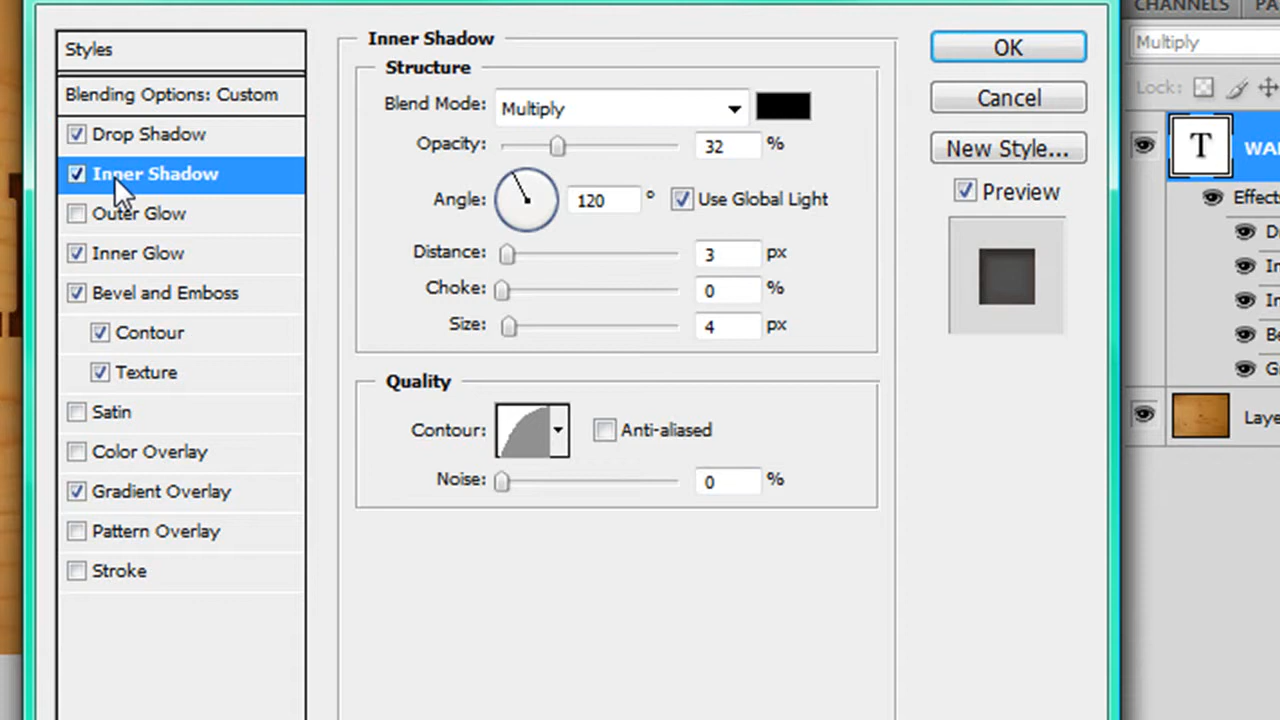 CHANNELS
Styles
Blending Options: Custom
Drop Shadow
Inner Shadow
Outer Glow
Inner Glow
Bevel and Emboss
Contour
Texture
Satin
Color Overlay
Gradient Overlay
Pattern Overlay
Stroke
Inner Shadow
Structure
Blend Mode: Multiply
Opacity: 32 %
Angle: 120 ° Use Global Light
Distance: 3 px
Choke: 0 %
Size: 4 px
Quality
Contour: Anti-aliased
Noise: 0 %
OK
Cancel
New Style...
Preview
Multiply
Lock:
T